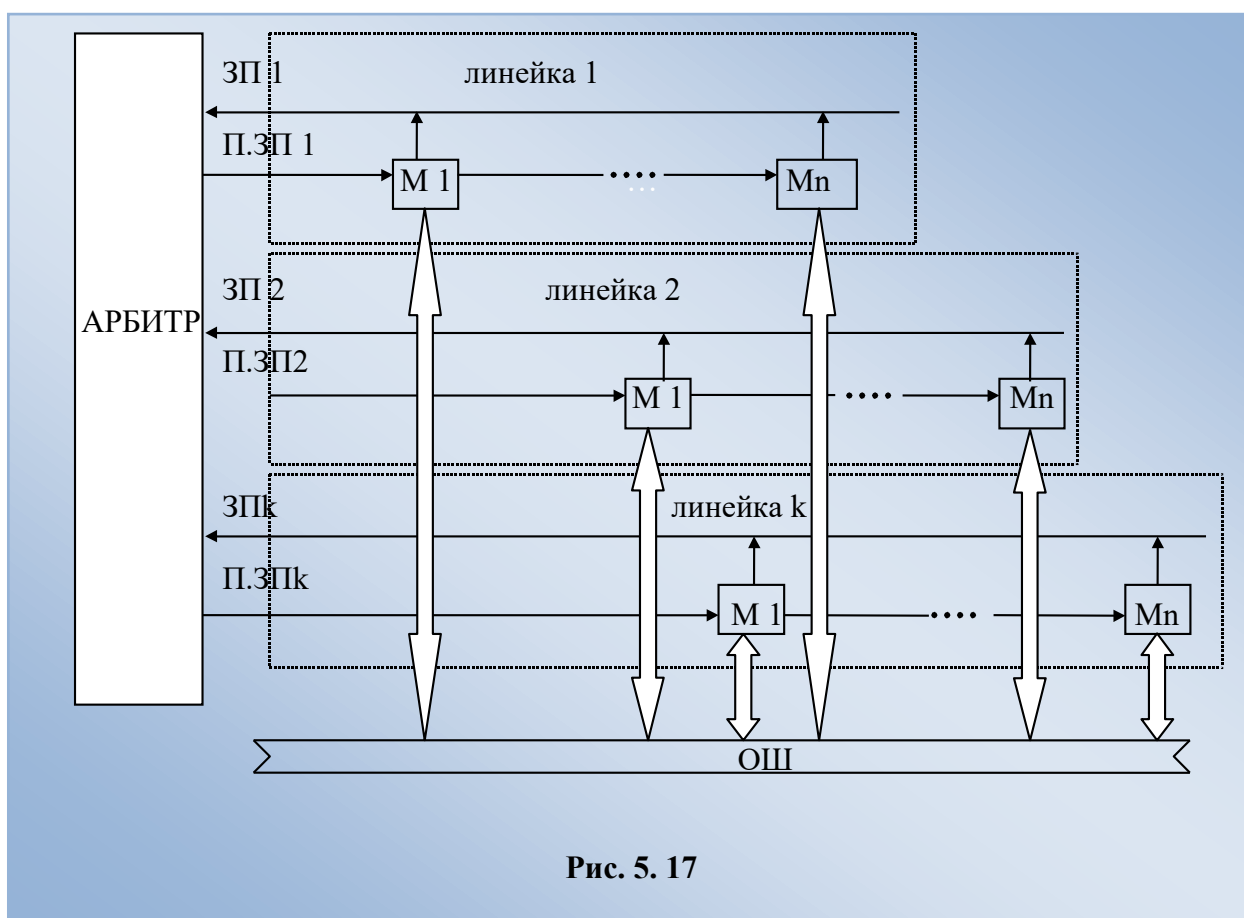 ЗП 1
линейка 1
П.ЗП 1
М 1
....
Mn
ЗП 2
линейка 2
АРБИТР
П.ЗП2
М 1
....
Mn
ЗПk
линейка k
П.ЗПk
М 1
....
Mn
ОШ
Рис. 5. 17